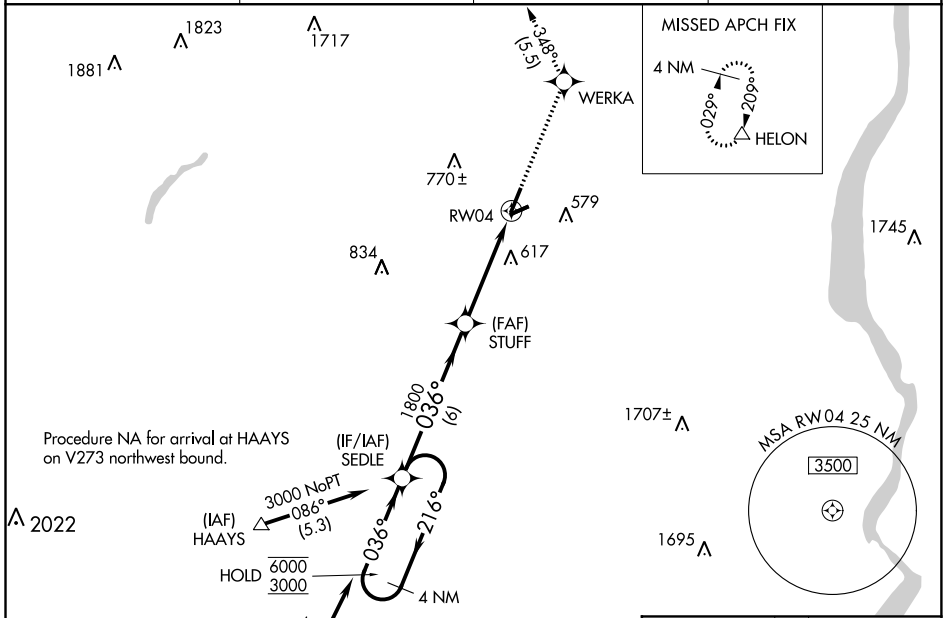 1823
1717
1881
348°
(5.5)
WERKA
MISSED APCH FIX
4 NM
029°
209°
HELON
770±
RW04
579
1745
834
617
(FAF)
STUFF
1800
036°
(6)
Procedure NA for arrival at HAAYS
on V273 northwest bound.
(IF/IAF)
SEDLE
1707±
MSA RW04 25 NM
3500
3000 NoPT
086°
(5.3)
2022
(IAF)
HAAYS
036°
216°
1695
HOLD
6000
3000
4 NM